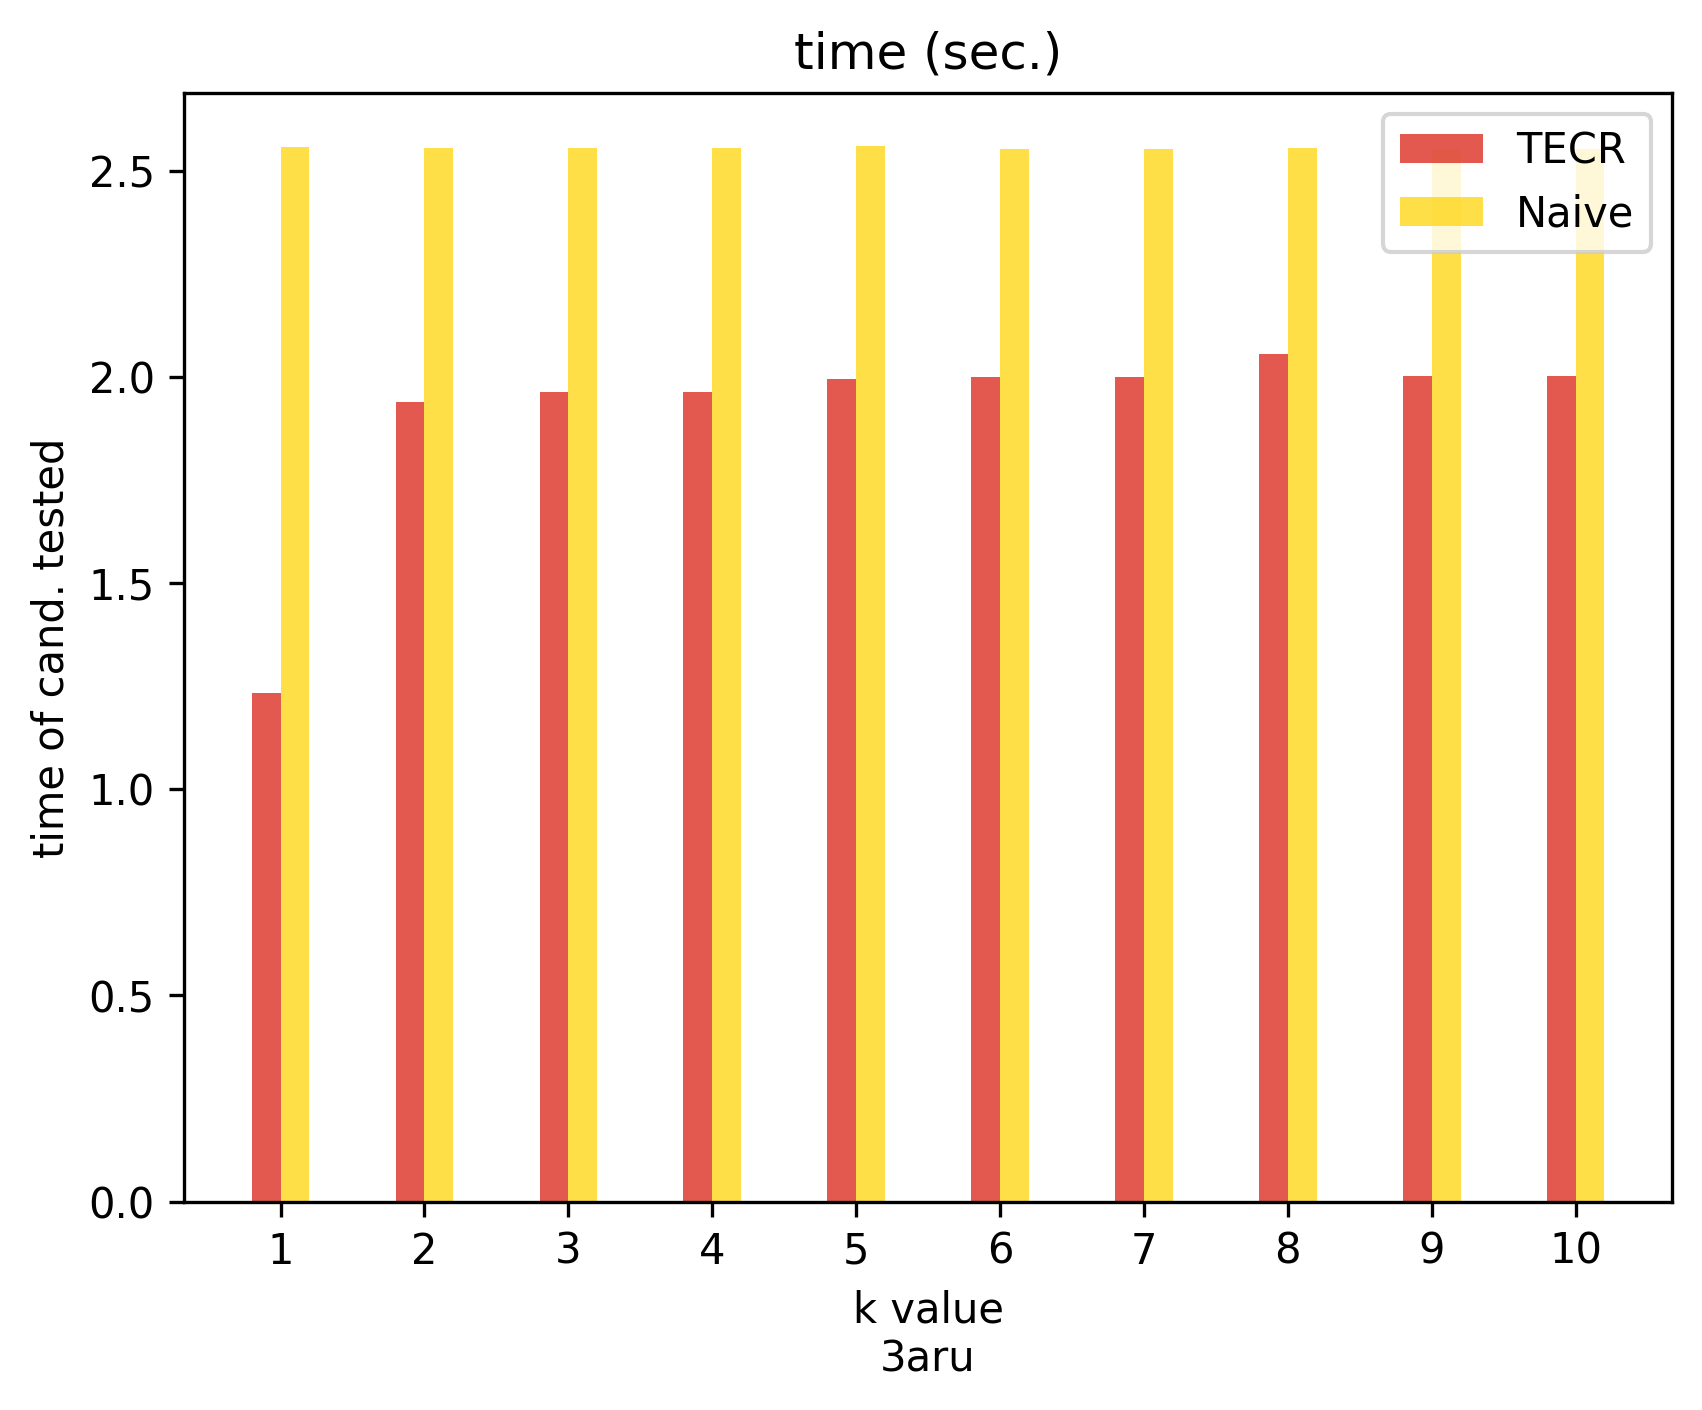 time (sec.)
TECR
Naive
2.5
2.0
1.5
1.0
0.5
0.0
time of cand. tested
1 2 3 4 5 6 7 8 9 10
k value
3aru